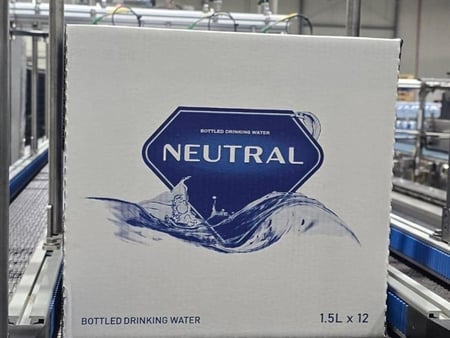 BOTTLED DRINKING WATER
NEUTRAL
BOTTLED DRINKING WATER 1.5L x 12